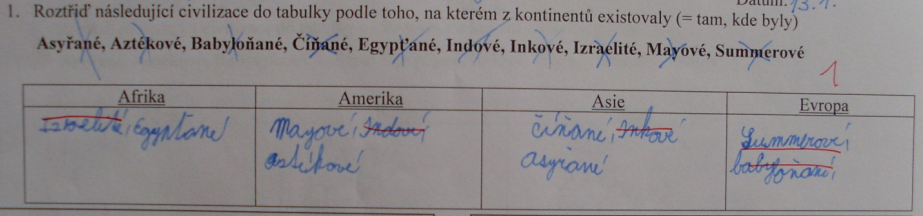 Datum: 13.1.
1. Roztřiď následující civilizace do tabulky podle toho, na kterém z kontinentů existovaly (= tam, kde byly)
Asyřané, Aztékové, Babyloňané, Číňané, Egypťané, Indové, Inkové, Izraelité, Mayové, Summerové
1
Afrika Amerika Asie Evropa
Izraelité, Egyptané Mayové, Indové, číňané, Inkové Summerové,
astékové asyřané babyloňané,